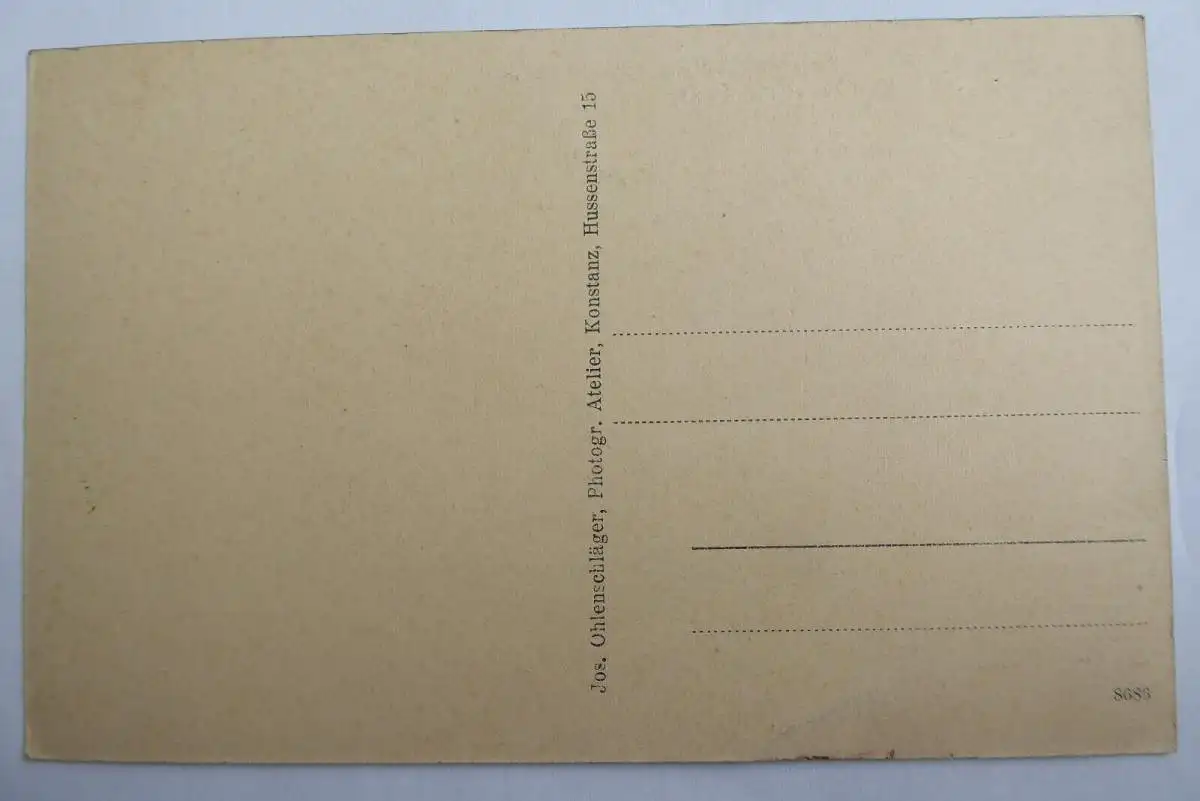 Jos. Ohlenschläger, Photogr. Atelier, Konstanz, Hussenstraße 15
8686